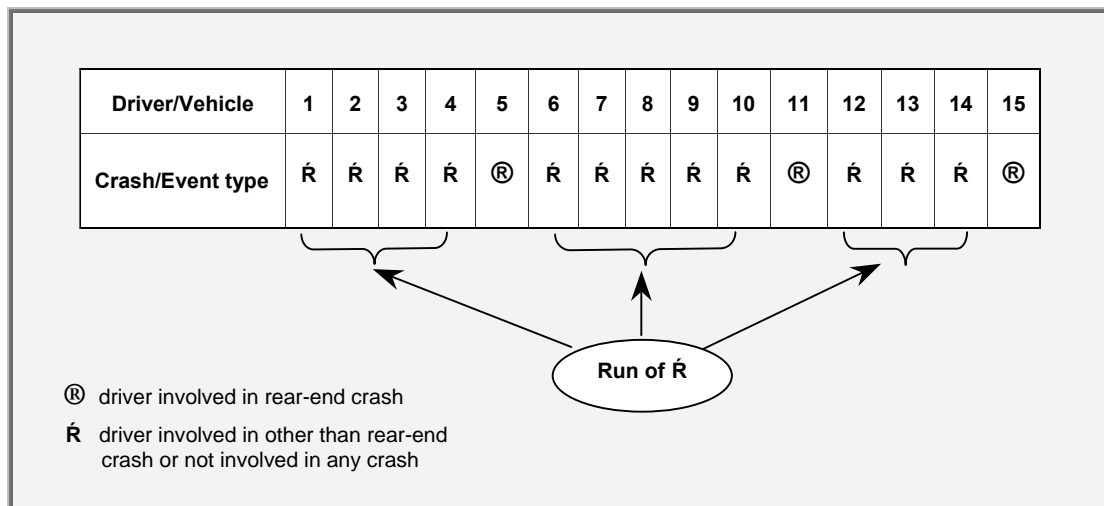 Driver/Vehicle 1 2 3 4 5 6 7 8 9 10 11 12 13 14 15
Crash/Event type Ŕ Ŕ Ŕ Ŕ ® Ŕ Ŕ Ŕ Ŕ Ŕ ® Ŕ Ŕ Ŕ ®
Run of Ŕ
® driver involved in rear-end crash
Ŕ driver involved in other than rear-end
crash or not involved in any crash